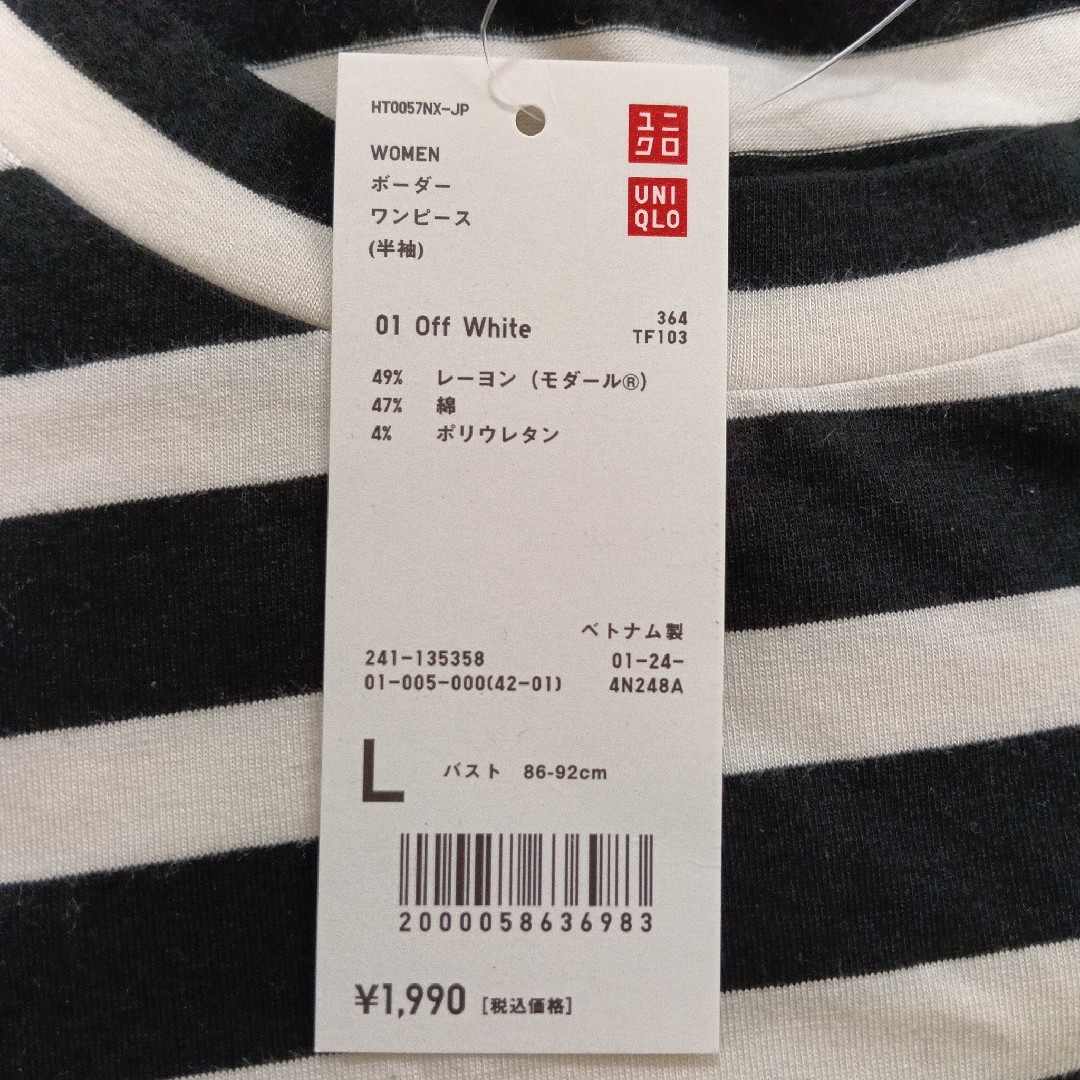 HT0057NX-JP
ユニ
クロ
UNI
QLO
WOMEN
ボーダー
ワンピース
(半袖)
01 Off White
364
TF103
49% レーヨン (モダール®)
47% 綿
4% ポリウレタン
ベトナム製
241-135358 01-24-
01-005-000(42-01) 4N248A
L バスト 86-92cm
2000058636983
¥1,990 [税込価格]